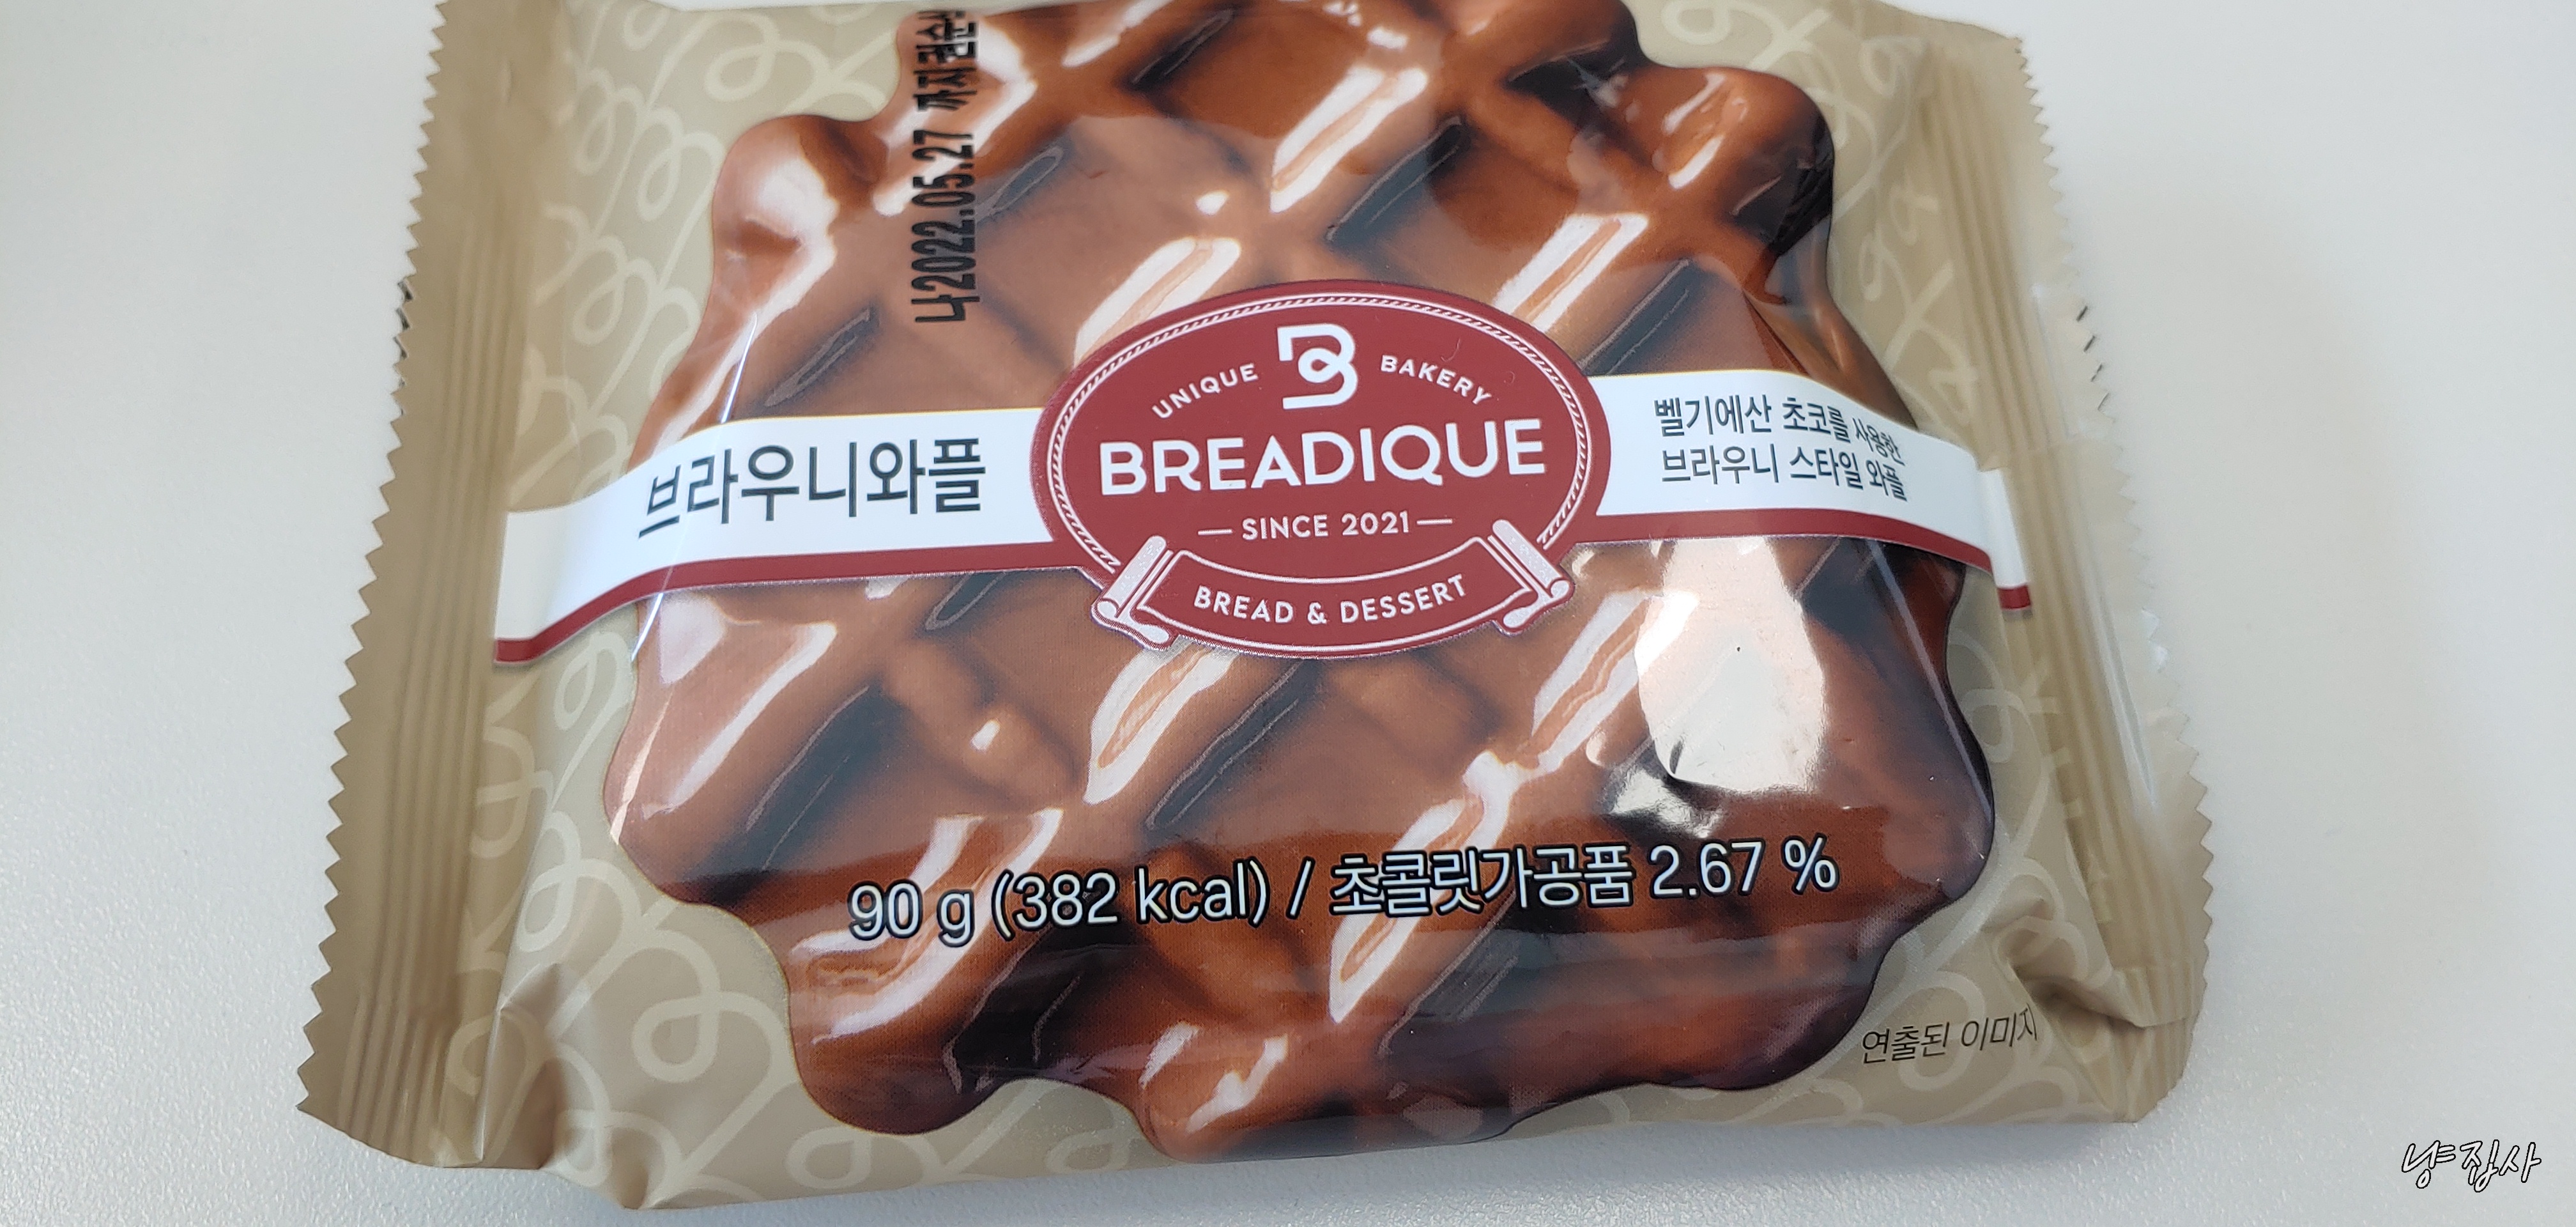 나2022.05.27 까지
UNIQUE B BAKERY
BREADIQUE
SINCE 2021
BREAD & DESSERT
브라우니와플
벨기에산 초코를 사용한
브라우니 스타일 와플
90 g (382 kcal) / 초콜릿가공품 2.67 %
연출된 이미지
냥집사